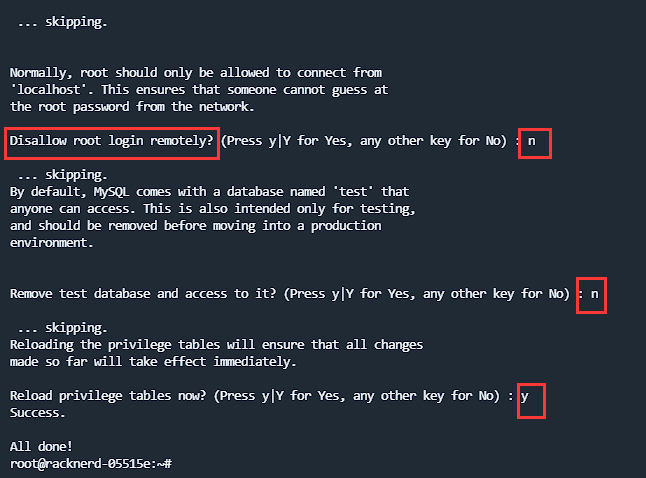 ... skipping.
Normally, root should only be allowed to connect from
'localhost'. This ensures that someone cannot guess at
the root password from the network.
Disallow root login remotely? (Press y|Y for Yes, any other key for No) : n
... skipping.
By default, MySQL comes with a database named 'test' that
anyone can access. This is also intended only for testing,
and should be removed before moving into a production
environment.
Remove test database and access to it? (Press y|Y for Yes, any other key for No) : n
... skipping.
Reloading the privilege tables will ensure that all changes
made so far will take effect immediately.
Reload privilege tables now? (Press y|Y for Yes, any other key for No) : y
Success.
All done!
root@racknerd-05515e:~#